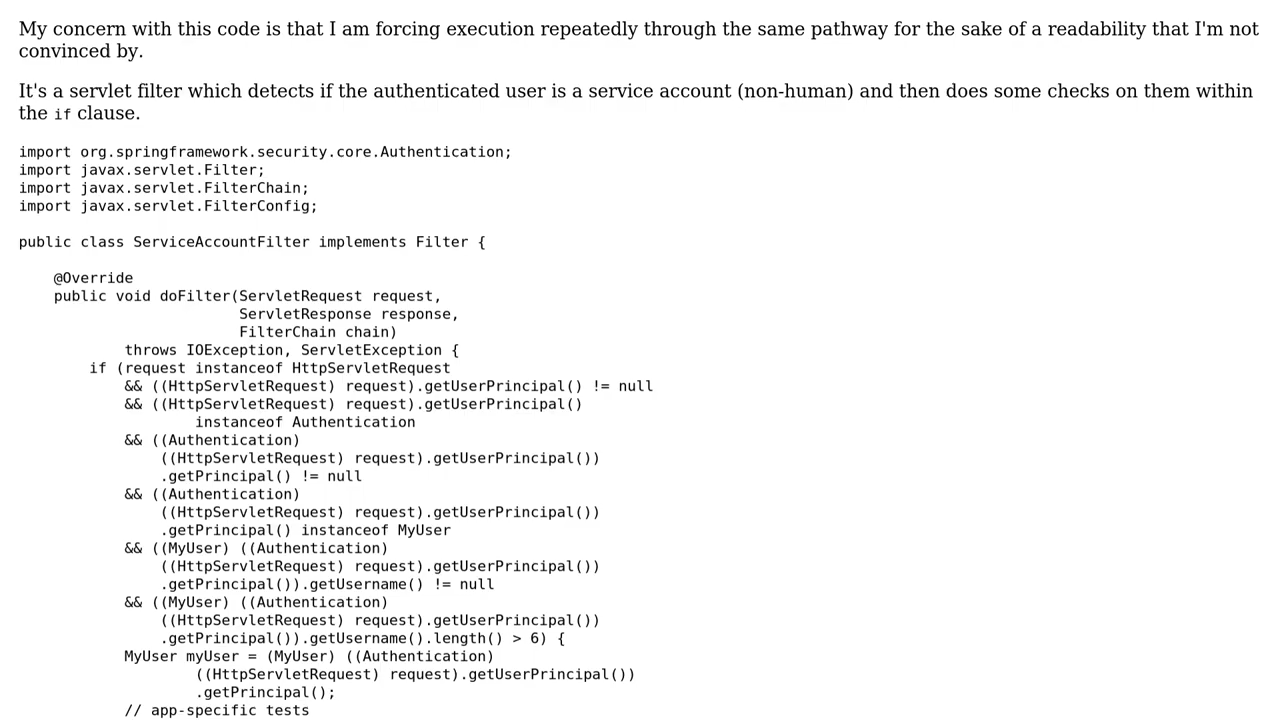 My concern with this code is that I am forcing execution repeatedly through the same pathway for the sake of a readability that I'm not
convinced by.
It's a servlet filter which detects if the authenticated user is a service account (non-human) and then does some checks on them within
the if clause.
import org.springframework.security.core.Authentication;
import javax.servlet.Filter;
import javax.servlet.FilterChain;
import javax.servlet.FilterConfig;
public class ServiceAccountFilter implements Filter {
@Override
public void doFilter(ServletRequest request,
ServletResponse response,
FilterChain chain)
throws IOException, ServletException {
if (request instanceof HttpServletRequest
&& ((HttpServletRequest) request).getUserPrincipal() != null
&& ((HttpServletRequest) request).getUserPrincipal()
instanceof Authentication
&& ((Authentication)
((HttpServletRequest) request).getUserPrincipal())
.getPrincipal() != null
&& ((Authentication)
((HttpServletRequest) request).getUserPrincipal())
.getPrincipal() instanceof MyUser
&& ((MyUser) ((Authentication)
((HttpServletRequest) request).getUserPrincipal())
.getPrincipal()).getUsername() != null
&& ((MyUser) ((Authentication)
((HttpServletRequest) request).getUserPrincipal())
.getPrincipal()).getUsername().length() > 6) {
MyUser myUser = (MyUser) ((Authentication)
((HttpServletRequest) request).getUserPrincipal())
.getPrincipal();
// app-specific tests